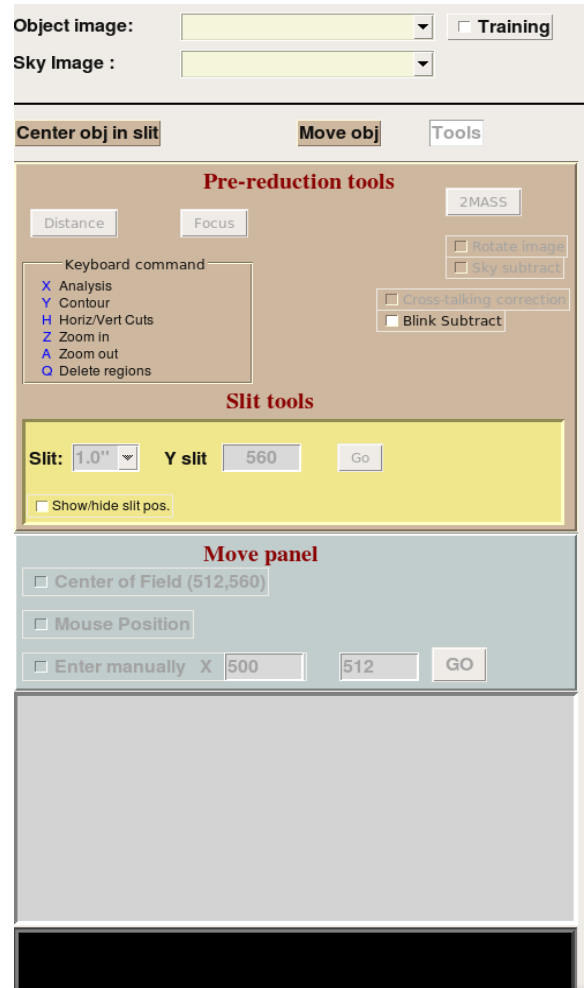 Object image:
Training
Sky Image :
Center obj in slit
Move obj
Tools
Pre-reduction tools
2MASS
Distance
Focus
Rotate image
Sky subtract
Keyboard command
X Analysis
Y Contour
H Horiz/Vert Cuts
Z Zoom in
A Zoom out
Q Delete regions
Cross-talking correction
Blink Subtract
Slit tools
Slit: 1.0" Y slit 560 Go
Show/hide slit pos.
Move panel
Center of Field (512,560)
Mouse Position
Enter manually X 500 512 GO